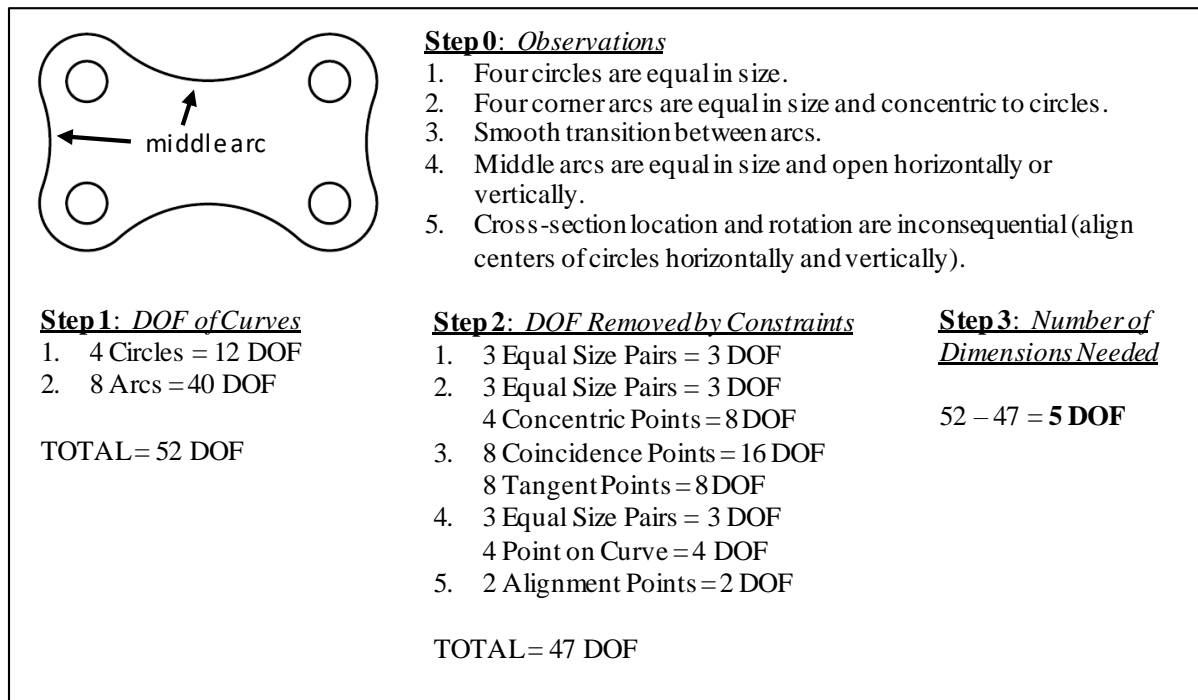 Step 0: Observations
1. Four circles are equal in size.
2. Four corner arcs are equal in size and concentric to circles.
3. Smooth transition between arcs.
4. Middle arcs are equal in size and open horizontally or
vertically.
5. Cross-section location and rotation are inconsequential (align
centers of circles horizontally and vertically).
middle arc
Step 1: DOF of Curves
1. 4 Circles = 12 DOF
2. 8 Arcs = 40 DOF
TOTAL = 52 DOF
Step 2: DOF Removed by Constraints
1. 3 Equal Size Pairs = 3 DOF
2. 3 Equal Size Pairs = 3 DOF
4 Concentric Points = 8 DOF
3. 8 Coincidence Points = 16 DOF
8 Tangent Points = 8 DOF
4. 3 Equal Size Pairs = 3 DOF
4 Point on Curve = 4 DOF
5. 2 Alignment Points = 2 DOF
TOTAL = 47 DOF
Step 3: Number of
Dimensions Needed
52 – 47 = 5 DOF